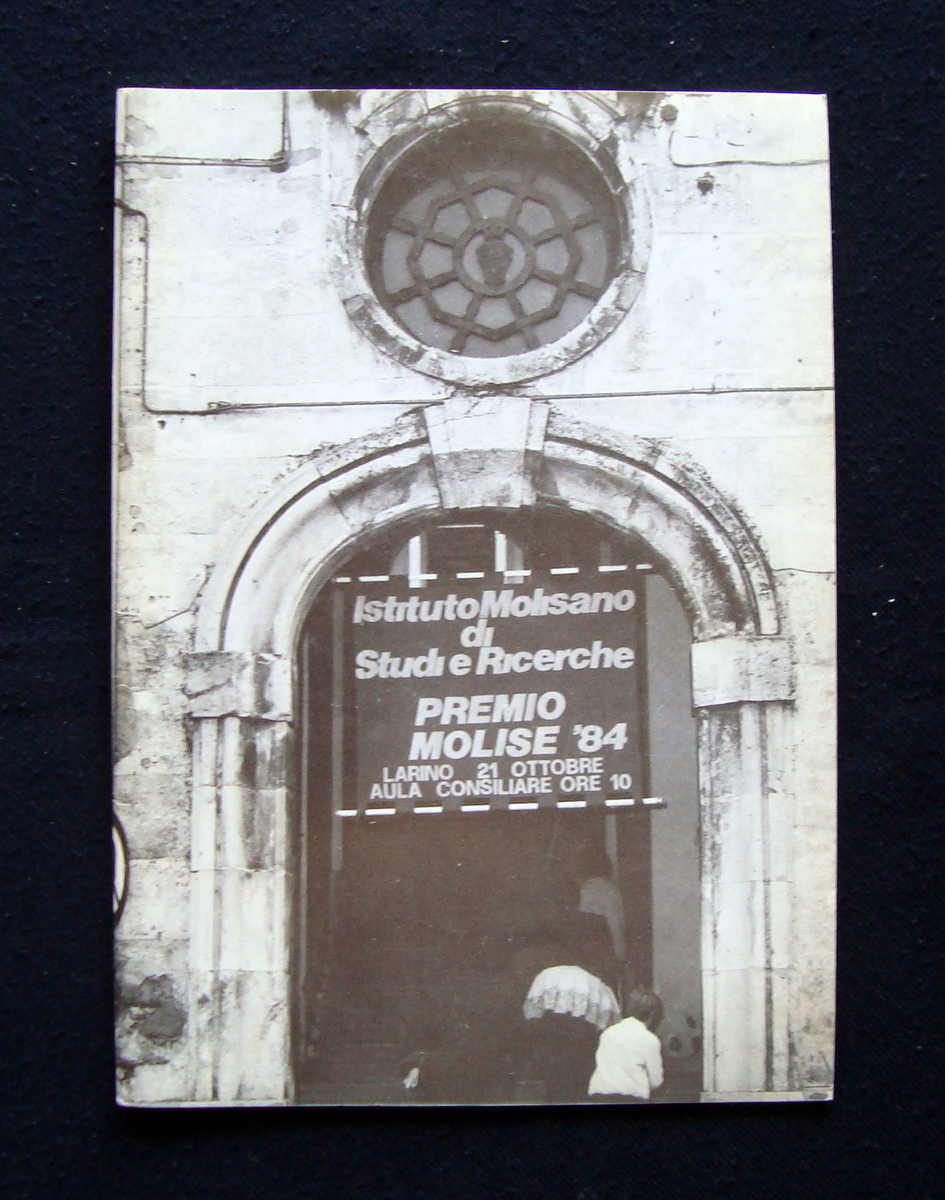 Istituto Molisano
di
Studi e Ricerche
PREMIO
MOLISE '84
LARINO 21 OTTOBRE
AULA CONSILIARE ORE 10